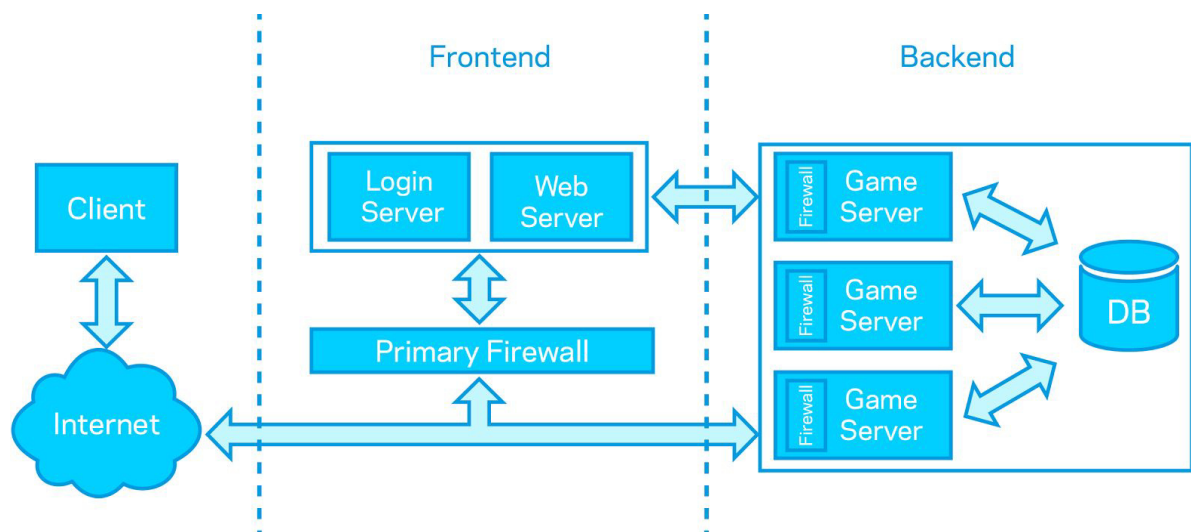 Frontend
Backend
Client
Internet
Login
Server
Web
Server
Primary Firewall
Firewall
Game
Server
Firewall
Game
Server
Firewall
Game
Server
DB